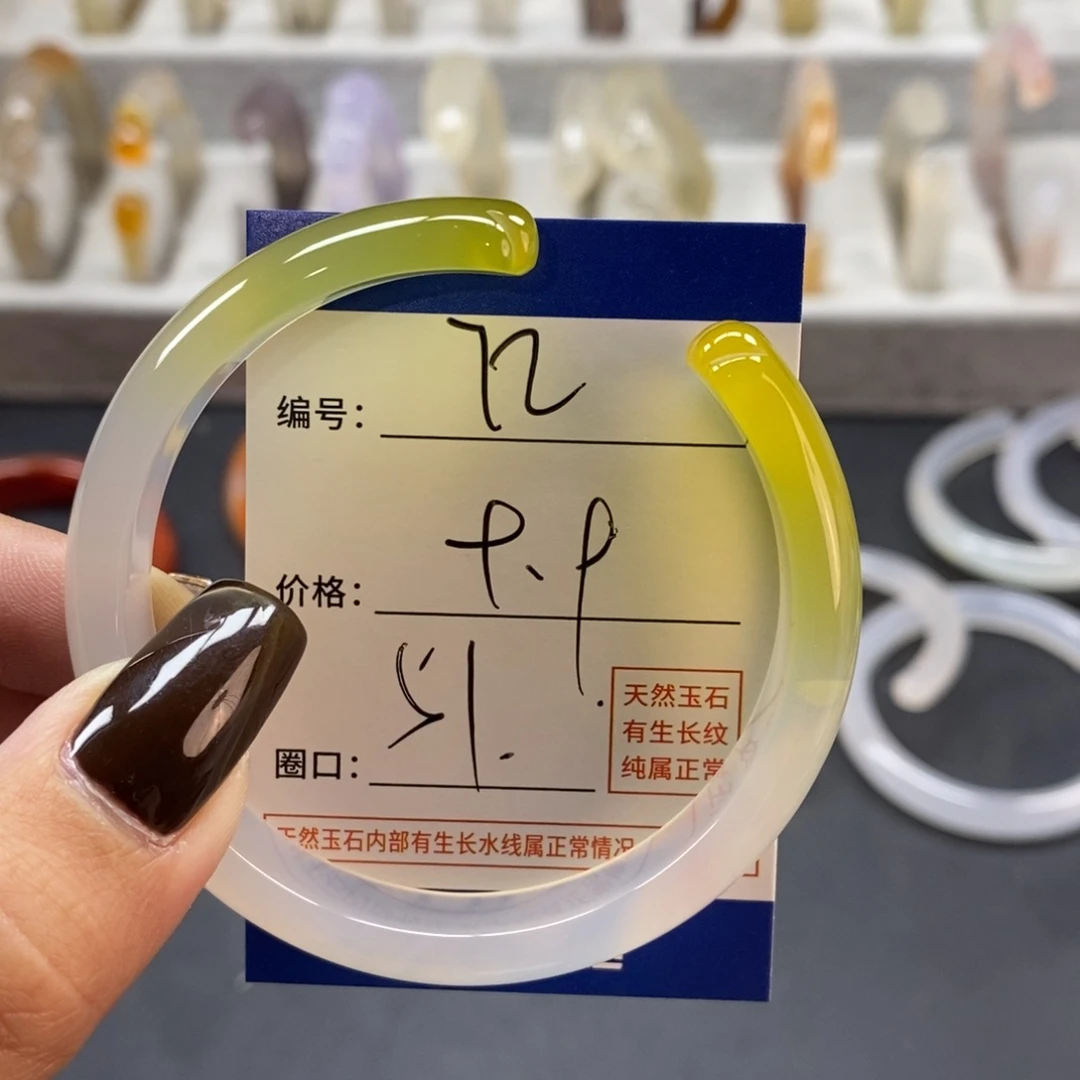 编号: 72
价格:
圈口:
天然玉石
有生长纹
纯属正常
天然玉石内部有生长水线属正常情况